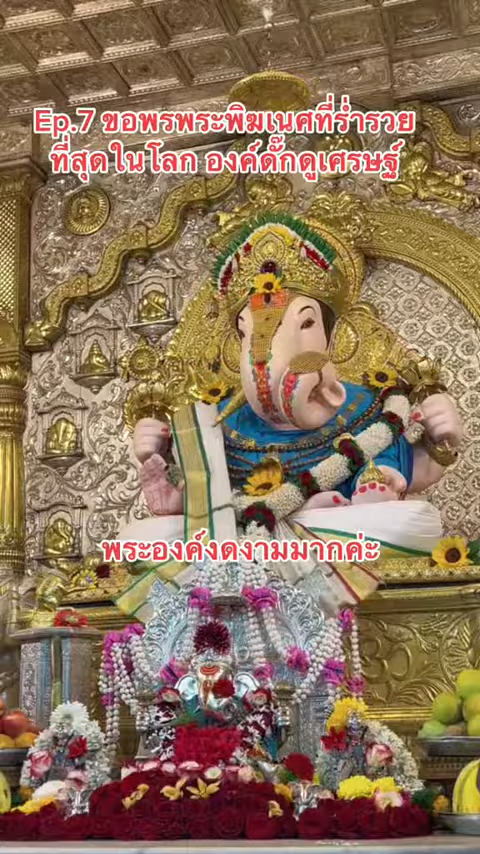 Ep.7 ขอพรพระพิฆเนศที่ร่ำรวย
ที่สุดในโลก องค์ดั๊กดูเศรษฐ์
พระองค์งดงามมากค่ะ